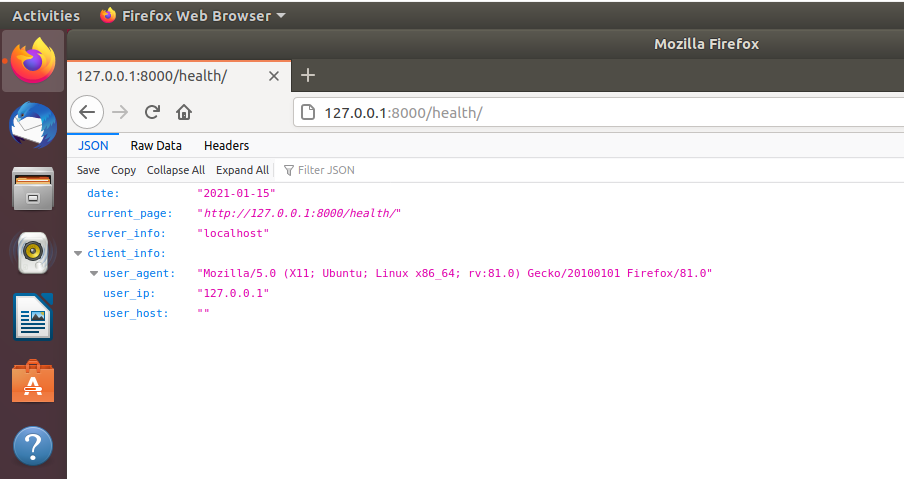 Activities Firefox Web Browser
Mozilla Firefox
127.0.0.1:8000/health/
127.0.0.1:8000/health/
JSON Raw Data Headers
Save Copy Collapse All Expand All Filter JSON
date: "2021-01-15"
current_page: "http://127.0.0.1:8000/health/"
server_info: "localhost"
client_info:
user_agent: "Mozilla/5.0 (X11; Ubuntu; Linux x86_64; rv:81.0) Gecko/20100101 Firefox/81.0"
user_ip: "127.0.0.1"
user_host: ""
A
?